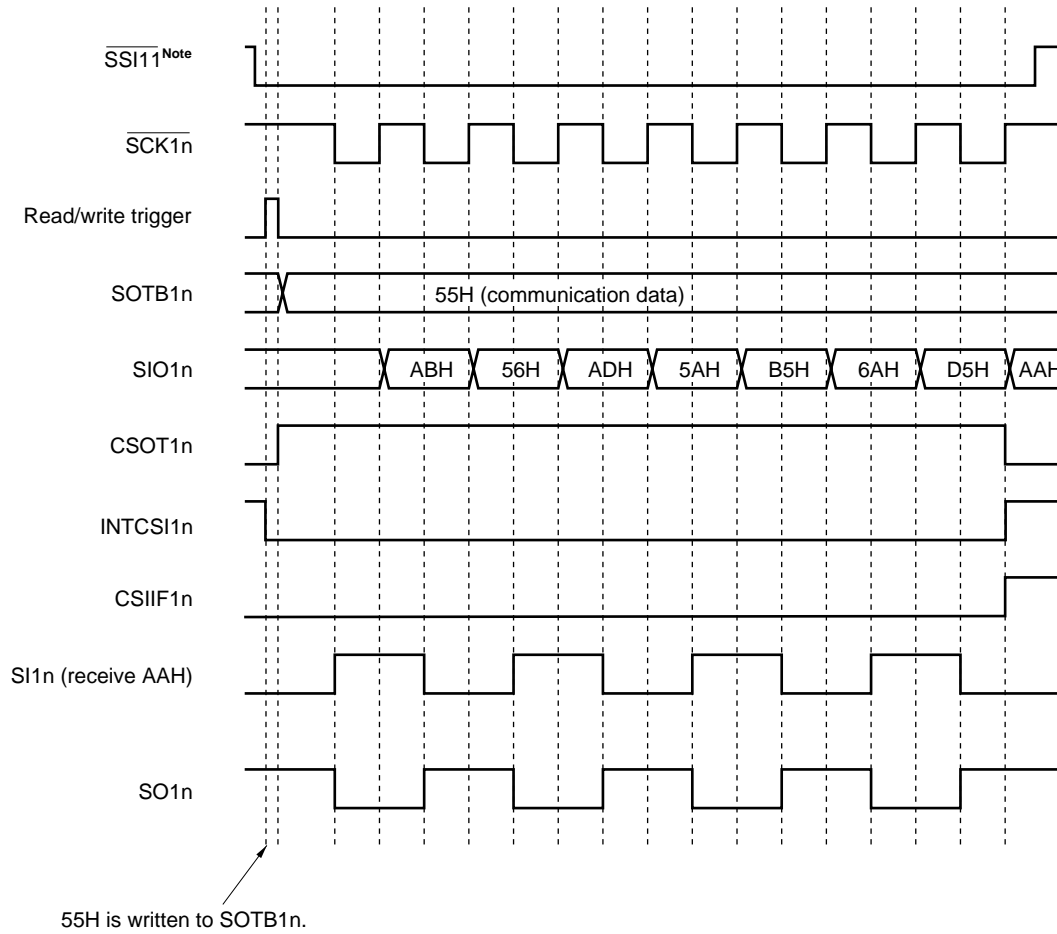 SSI11Note
SCK1n
Read/write trigger
SOTB1n
55H (communication data)
SIO1n
ABH 56H ADH 5AH B5H 6AH D5H AAH
CSOT1n
INTCSI1n
CSIIF1n
SI1n (receive AAH)
SO1n
55H is written to SOTB1n.